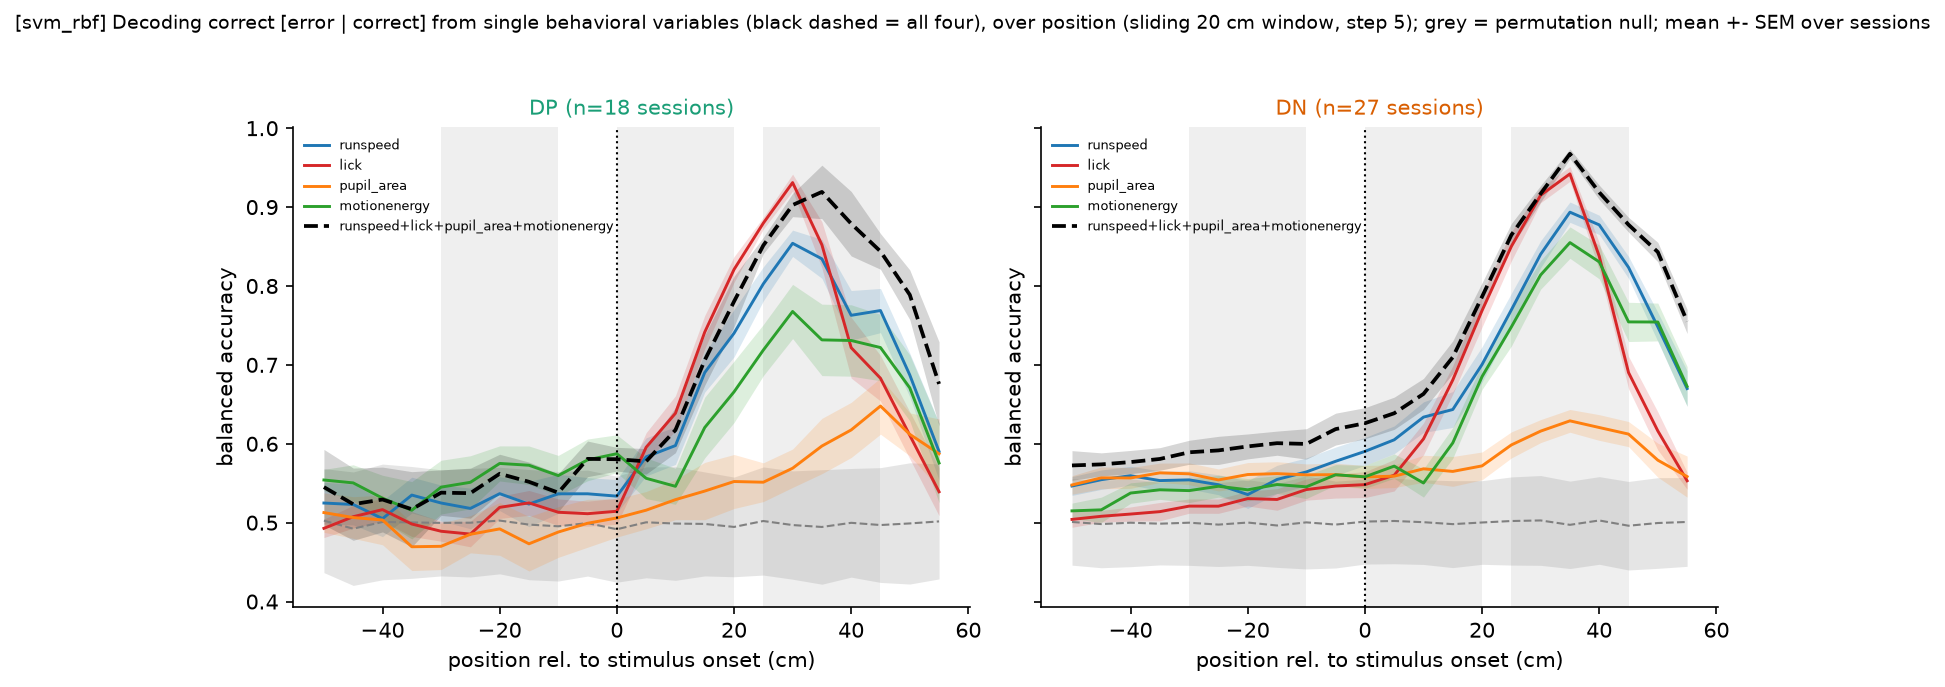 [svm_rbf] Decoding correct [error | correct] from single behavioral variables (black dashed = all four), over position (sliding 20 cm window, step 5); grey = permutation null; mean +- SEM over sessions
DP (n=18 sessions)
1.0
0.9
0.8
0.7
0.6
0.5
0.4
balanced accuracy
runspeed
lick
pupil_area
motionenergy
runspeed+lick+pupil_area+motionenergy
−40
−20
0
20
40
60
position rel. to stimulus onset (cm)
DN (n=27 sessions)
balanced accuracy
runspeed
lick
pupil_area
motionenergy
runspeed+lick+pupil_area+motionenergy
−40
−20
0
20
40
60
position rel. to stimulus onset (cm)